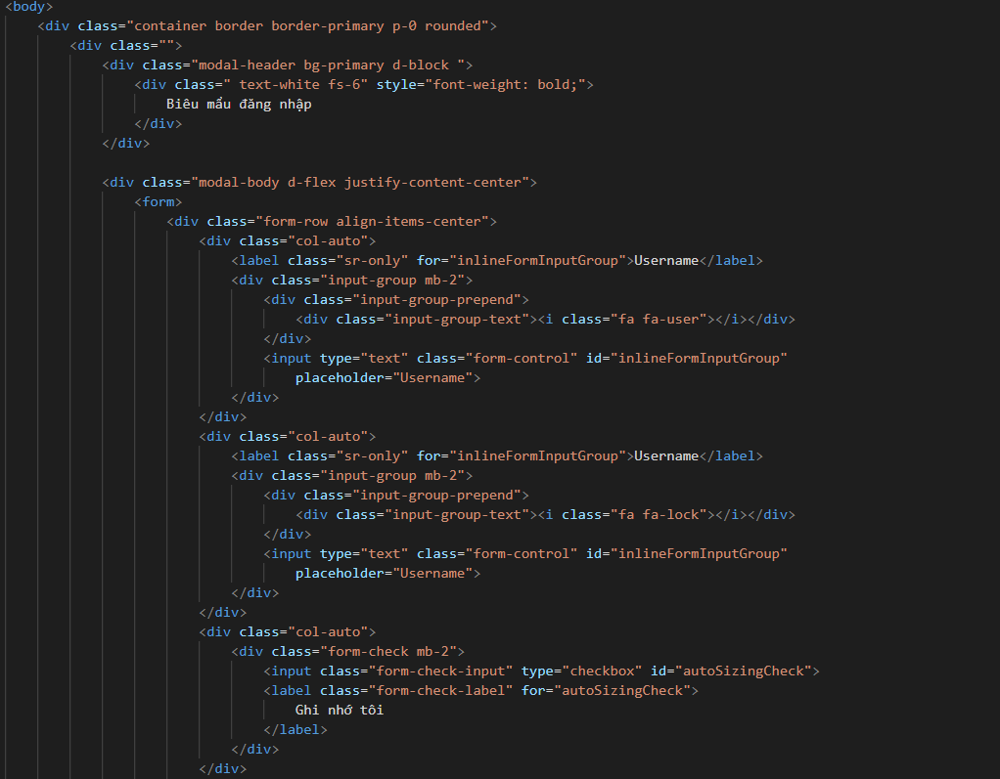 <body>
<div class="container border border-primary p-0 rounded">
<div class="">
<div class="modal-header bg-primary d-block ">
<div class=" text-white fs-6" style="font-weight: bold;">
Biêu mẩu đăng nhập
</div>
</div>
<div class="modal-body d-flex justify-content-center">
<form>
<div class="form-row align-items-center">
<div class="col-auto">
<label class="sr-only" for="inlineFormInputGroup">Username</label>
<div class="input-group mb-2">
<div class="input-group-prepend">
<div class="input-group-text"><i class="fa fa-user"></i></div>
</div>
<input type="text" class="form-control" id="inlineFormInputGroup"
placeholder="Username">
</div>
</div>
<div class="col-auto">
<label class="sr-only" for="inlineFormInputGroup">Username</label>
<div class="input-group mb-2">
<div class="input-group-prepend">
<div class="input-group-text"><i class="fa fa-lock"></i></div>
</div>
<input type="text" class="form-control" id="inlineFormInputGroup"
placeholder="Username">
</div>
</div>
<div class="col-auto">
<div class="form-check mb-2">
<input class="form-check-input" type="checkbox" id="autoSizingCheck">
<label class="form-check-label" for="autoSizingCheck">
Ghi nhớ tôi
</label>
</div>
</div>